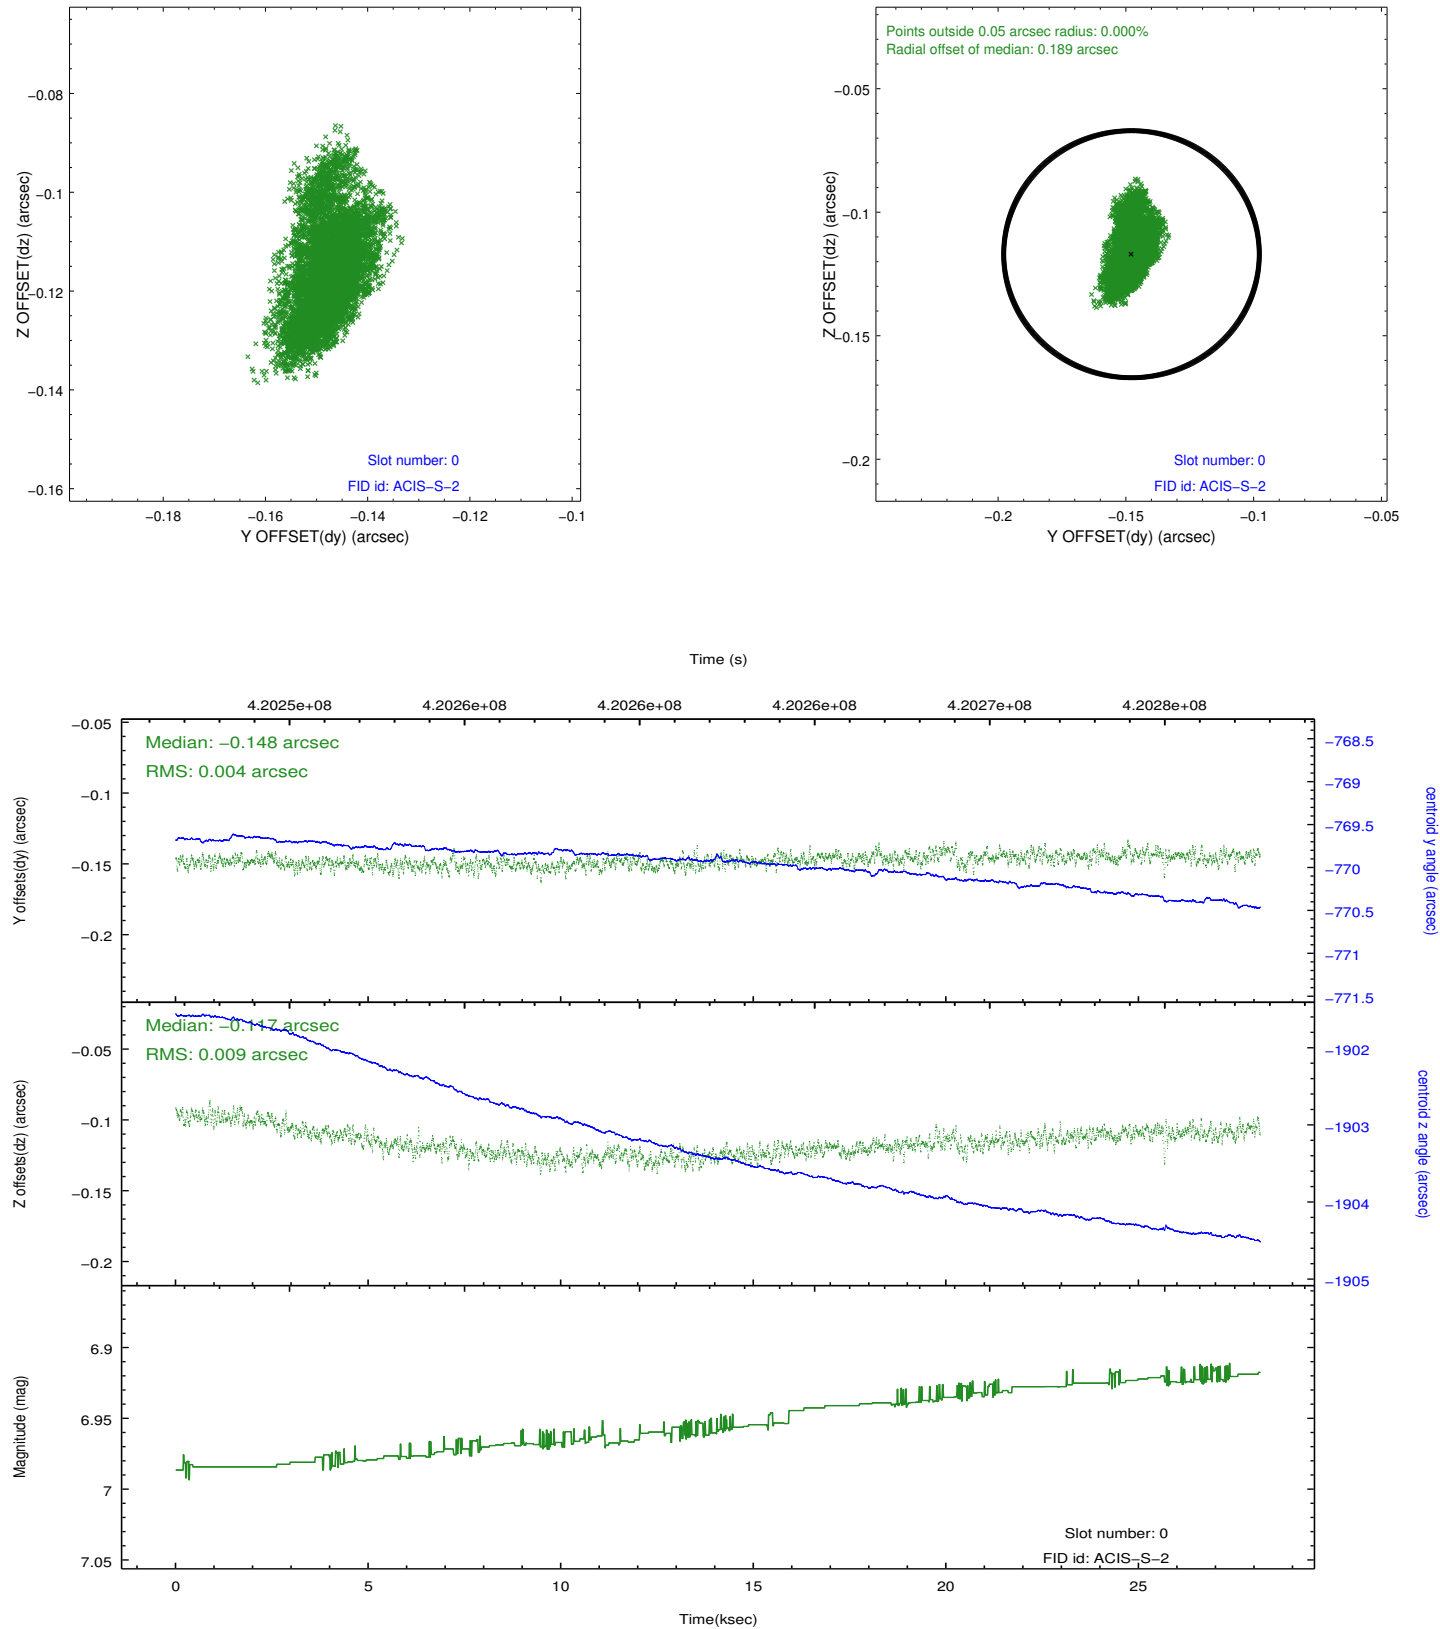 −0.08
−0.1
−0.12
−0.14
−0.16
Z OFFSET(dz) (arcsec)
Slot number: 0
FID id: ACIS−S−2
−0.18
−0.16
−0.14
−0.12
−0.1
Y OFFSET(dy) (arcsec)
Points outside 0.05 arcsec radius: 0.000%
Radial offset of median: 0.189 arcsec
−0.05
−0.1
−0.15
−0.2
Z OFFSET(dz) (arcsec)
Slot number: 0
FID id: ACIS−S−2
−0.2
−0.15
−0.1
−0.05
Y OFFSET(dy) (arcsec)
Time (s)
4.2025e+08
4.2026e+08
4.2026e+08
4.2026e+08
4.2027e+08
4.2028e+08
Median: −0.148 arcsec
RMS: 0.004 arcsec
−0.05
−0.1
−0.15
−0.2
Y offsets(dy) (arcsec)
−768.5
−769
−769.5
−770
−770.5
−771
−771.5
centroid y angle (arcsec)
Median: −0.117 arcsec
RMS: 0.009 arcsec
−0.05
−0.1
−0.15
−0.2
Z offsets(dz) (arcsec)
−1902
−1903
−1904
−1905
centroid z angle (arcsec)
6.9
6.95
7
7.05
Magnitude (mag)
Slot number: 0
FID id: ACIS−S−2
0
5
10
15
20
25
Time(ksec)